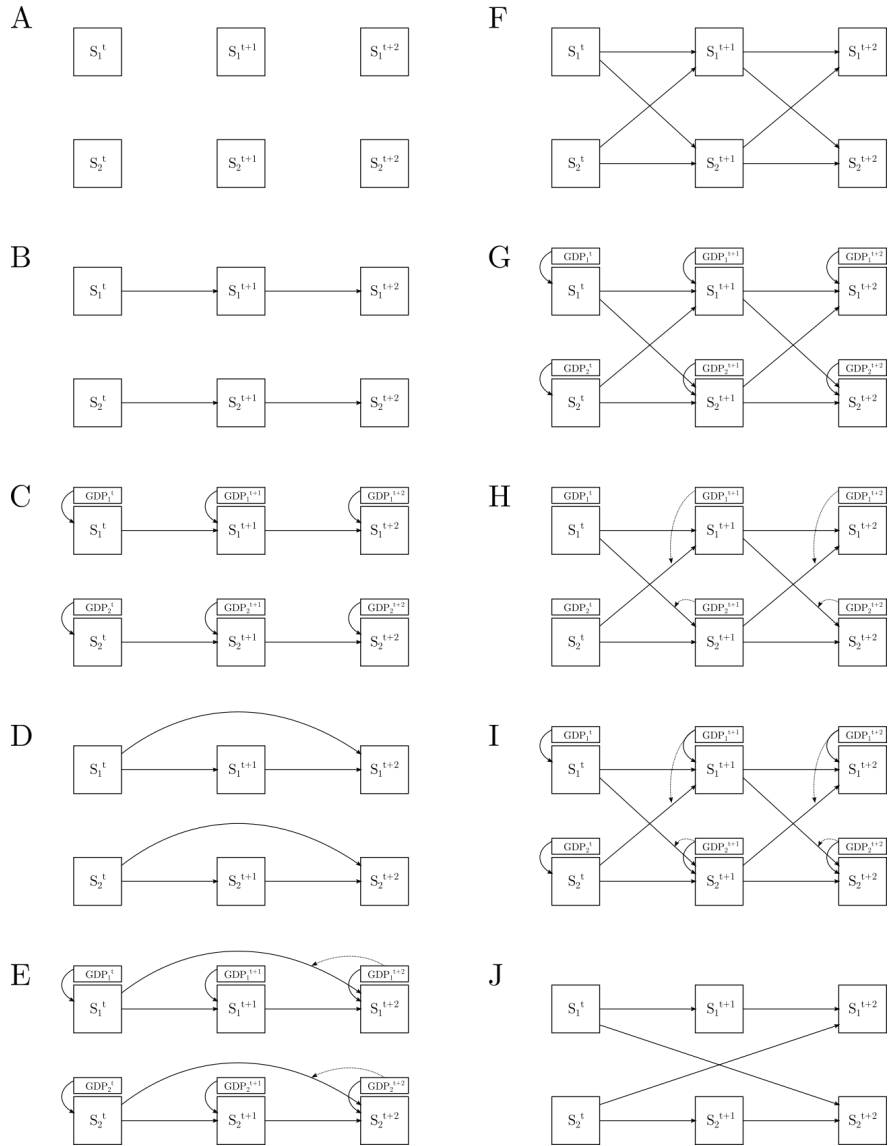 A
S₁ᵗ S₁ᵗ⁺¹ S₁ᵗ⁺²
S₂ᵗ S₂ᵗ⁺¹ S₂ᵗ⁺²
B
S₁ᵗ S₁ᵗ⁺¹ S₁ᵗ⁺²
S₂ᵗ S₂ᵗ⁺¹ S₂ᵗ⁺²
C
GDP₁ᵗ GDP₁ᵗ⁺¹ GDP₁ᵗ⁺²
S₁ᵗ S₁ᵗ⁺¹ S₁ᵗ⁺²
GDP₂ᵗ GDP₂ᵗ⁺¹ GDP₂ᵗ⁺²
S₂ᵗ S₂ᵗ⁺¹ S₂ᵗ⁺²
D
S₁ᵗ S₁ᵗ⁺¹ S₁ᵗ⁺²
S₂ᵗ S₂ᵗ⁺¹ S₂ᵗ⁺²
E
GDP₁ᵗ GDP₁ᵗ⁺¹ GDP₁ᵗ⁺²
S₁ᵗ S₁ᵗ⁺¹ S₁ᵗ⁺²
GDP₂ᵗ GDP₂ᵗ⁺¹ GDP₂ᵗ⁺²
S₂ᵗ S₂ᵗ⁺¹ S₂ᵗ⁺²
F
S₁ᵗ S₁ᵗ⁺¹ S₁ᵗ⁺²
S₂ᵗ S₂ᵗ⁺¹ S₂ᵗ⁺²
G
GDP₁ᵗ GDP₁ᵗ⁺¹ GDP₁ᵗ⁺²
S₁ᵗ S₁ᵗ⁺¹ S₁ᵗ⁺²
GDP₂ᵗ GDP₂ᵗ⁺¹ GDP₂ᵗ⁺²
S₂ᵗ S₂ᵗ⁺¹ S₂ᵗ⁺²
H
GDP₁ᵗ GDP₁ᵗ⁺¹ GDP₁ᵗ⁺²
S₁ᵗ S₁ᵗ⁺¹ S₁ᵗ⁺²
GDP₂ᵗ GDP₂ᵗ⁺¹ GDP₂ᵗ⁺²
S₂ᵗ S₂ᵗ⁺¹ S₂ᵗ⁺²
I
GDP₁ᵗ GDP₁ᵗ⁺¹ GDP₁ᵗ⁺²
S₁ᵗ S₁ᵗ⁺¹ S₁ᵗ⁺²
GDP₂ᵗ GDP₂ᵗ⁺¹ GDP₂ᵗ⁺²
S₂ᵗ S₂ᵗ⁺¹ S₂ᵗ⁺²
J
S₁ᵗ S₁ᵗ⁺¹ S₁ᵗ⁺²
S₂ᵗ S₂ᵗ⁺¹ S₂ᵗ⁺²